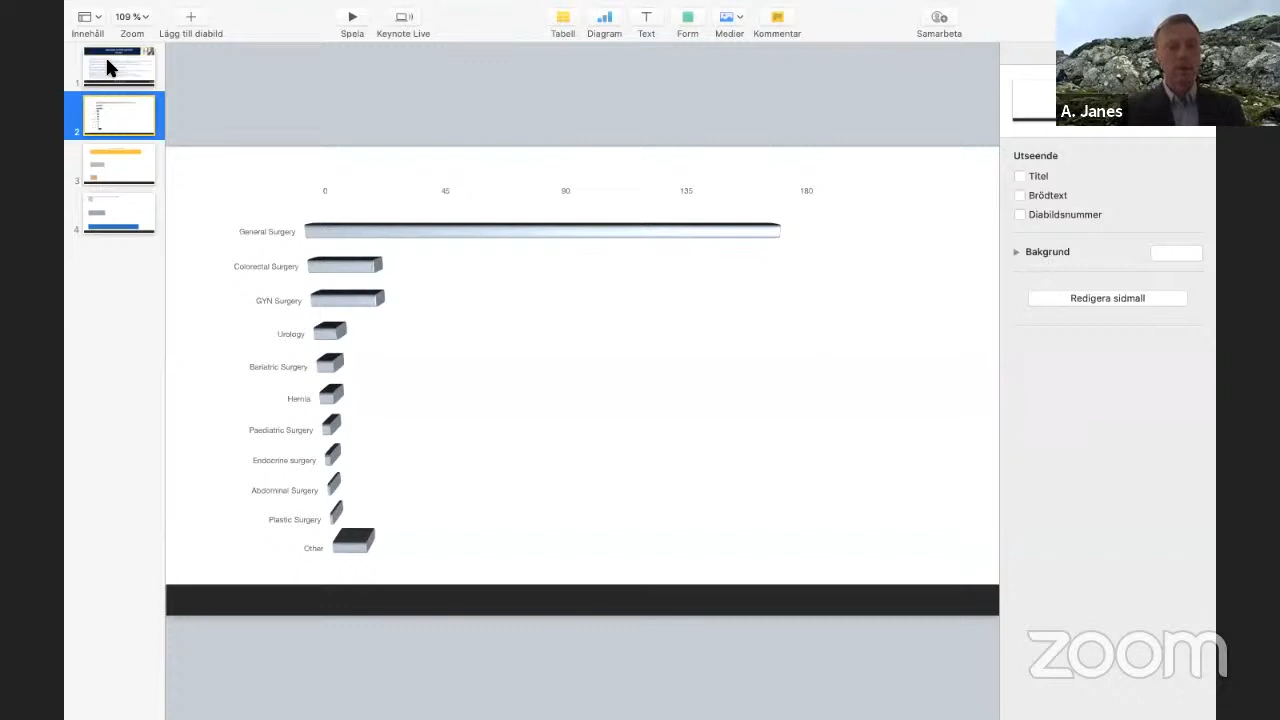 109 %
Innehåll
Zoom
Lägg till diabild
Spela
Keynote Live
Tabell
Diagram
Text
Form
Medier
Kommentar
Samarbeta
A. Janes
1
2
3
4
0 45 90 135 180
General Surgery
Colorectal Surgery
GYN Surgery
Urology
Bariatric Surgery
Hernia
Paediatric Surgery
Endocrine surgery
Abdominal Surgery
Plastic Surgery
Other
Utseende
Titel
Brödtext
Diabildsnummer
Bakgrund
Redigera sidmall
zoom